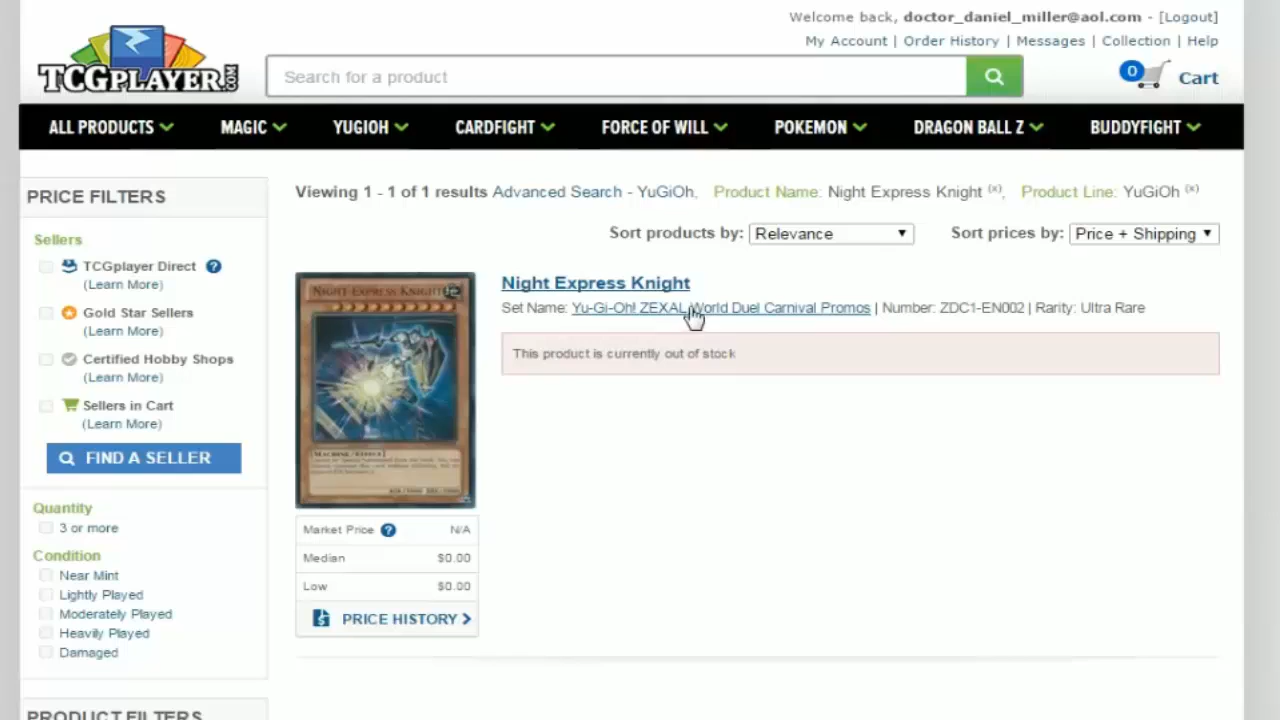 Welcome back, doctor_daniel_miller@aol.com - [Logout]
My Account | Order History | Messages | Collection | Help
TCGPLAYER.COM
Search for a product
0 Cart
ALL PRODUCTS MAGIC YUGIOH CARDFIGHT FORCE OF WILL POKEMON DRAGON BALL Z BUDDYFIGHT
PRICE FILTERS
Sellers
TCGplayer Direct ?
(Learn More)
Gold Star Sellers
(Learn More)
Certified Hobby Shops
(Learn More)
Sellers in Cart
(Learn More)
FIND A SELLER
Quantity
3 or more
Condition
Near Mint
Lightly Played
Moderately Played
Heavily Played
Damaged
PRODUCT FILTERS
Viewing 1 - 1 of 1 results Advanced Search - YuGiOh, Product Name: Night Express Knight (x), Product Line: YuGiOh (x)
Sort products by: Relevance Sort prices by: Price + Shipping
NIGHT EXPRESS KNIGHT
[MACHINE / EFFECT]
Night Express Knight
Set Name: Yu-Gi-Oh! ZEXAL World Duel Carnival Promos | Number: ZDC1-EN002 | Rarity: Ultra Rare
This product is currently out of stock
Market Price ? N/A
Median $0.00
Low $0.00
PRICE HISTORY